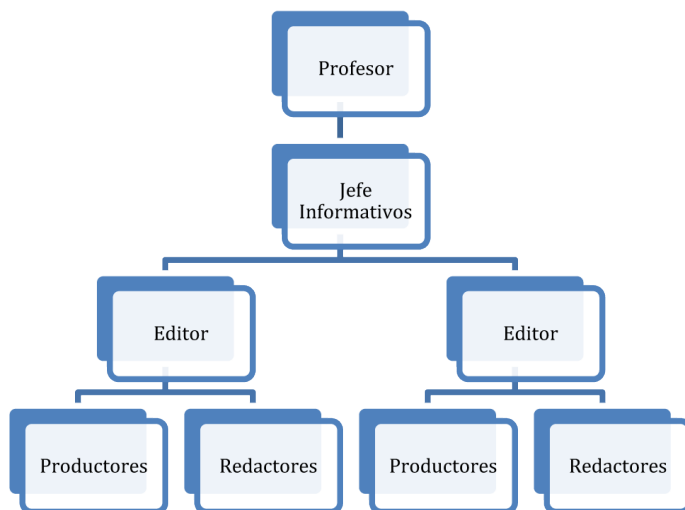 Profesor
Jefe
Informativos
Editor
Editor
Productores
Redactores
Productores
Redactores